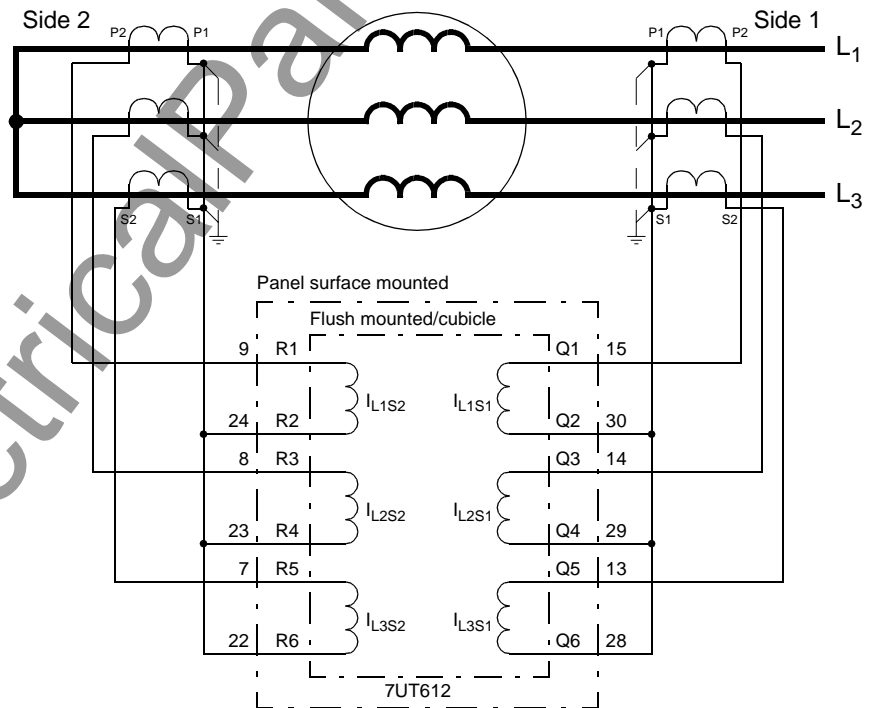 Side 2
P2 P1
P1 P2
Side 1
L1
L2
L3
S2 S1
S1 S2
Panel surface mounted
Flush mounted/cubicle
9 R1
Q1 15
IL1S2
IL1S1
24 R2
Q2 30
8 R3
Q3 14
IL2S2
IL2S1
23 R4
Q4 29
7 R5
Q5 13
IL3S2
IL3S1
22 R6
Q6 28
7UT612